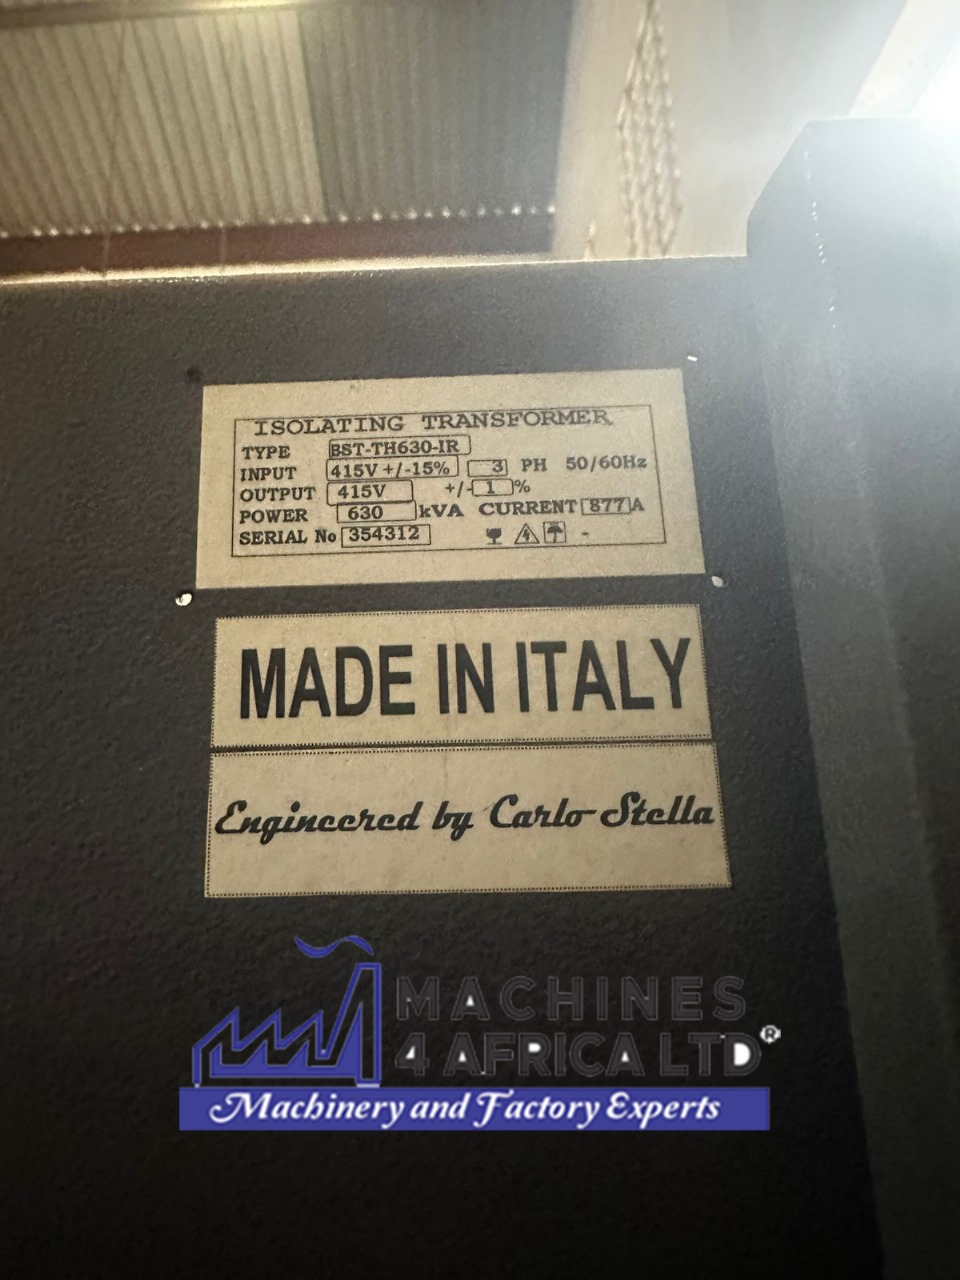 ISOLATING TRANSFORMER
TYPE BST-TH630-IR
INPUT 415V +/-15% 3 PH 50/60Hz
OUTPUT 415V +/- 1 %
POWER 630 kVA CURRENT 877 A
SERIAL No 354312 -
MADE IN ITALY
Engineered by Carlo Stella
MACHINES
4 AFRICA LTD®
Machinery and Factory Experts